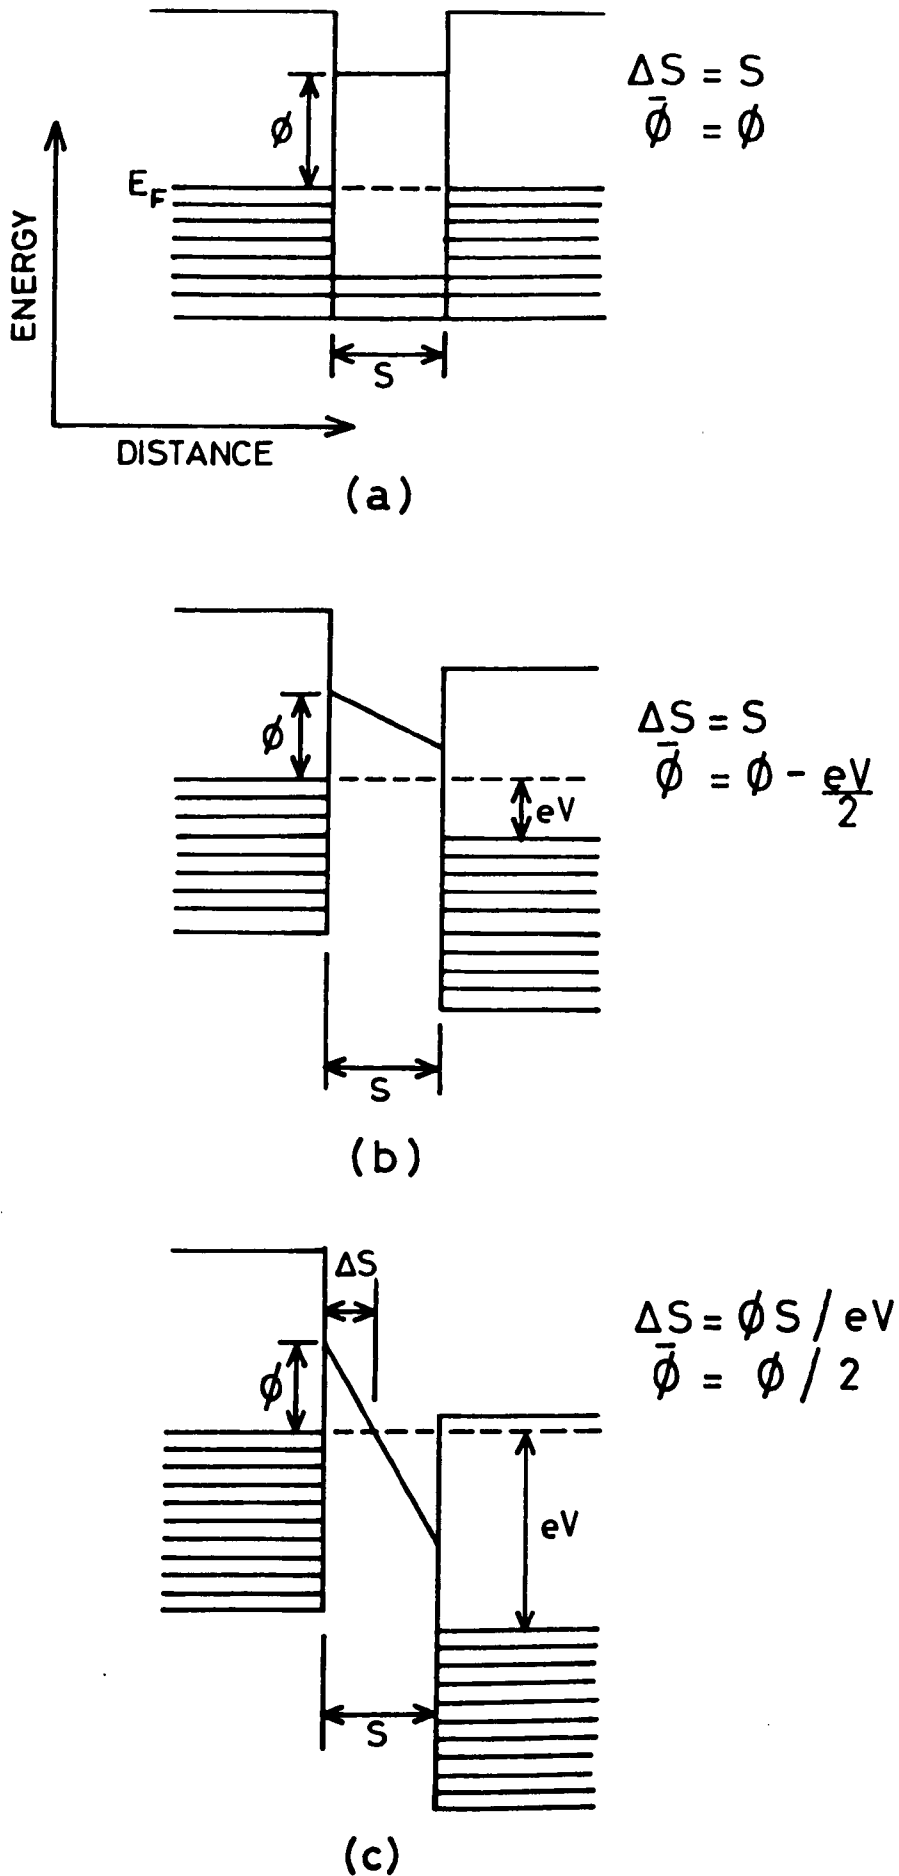 ΔS = S
ϕ
ϕ̄ = ϕ
E_F
ENERGY
S
DISTANCE
(a)
ΔS = S
ϕ
ϕ̄ = ϕ - eV/2
eV
S
(b)
ΔS
ΔS = ϕS / eV
ϕ
ϕ̄ = ϕ / 2
eV
S
(c)